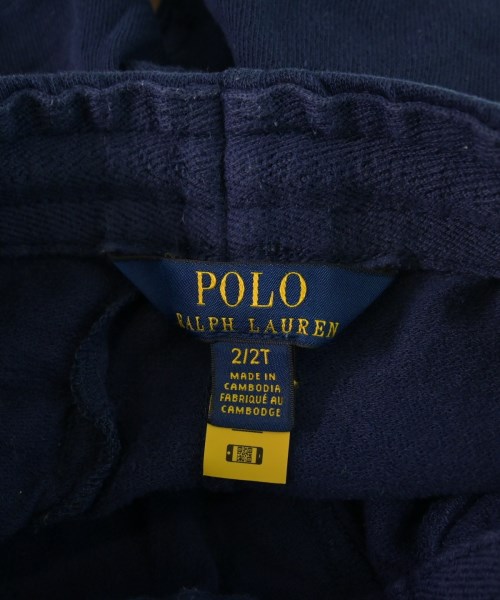 POLO
RALPH LAUREN
2/2T
MADE IN
CAMBODIA
FABRIQUÉ AU
CAMBODGE